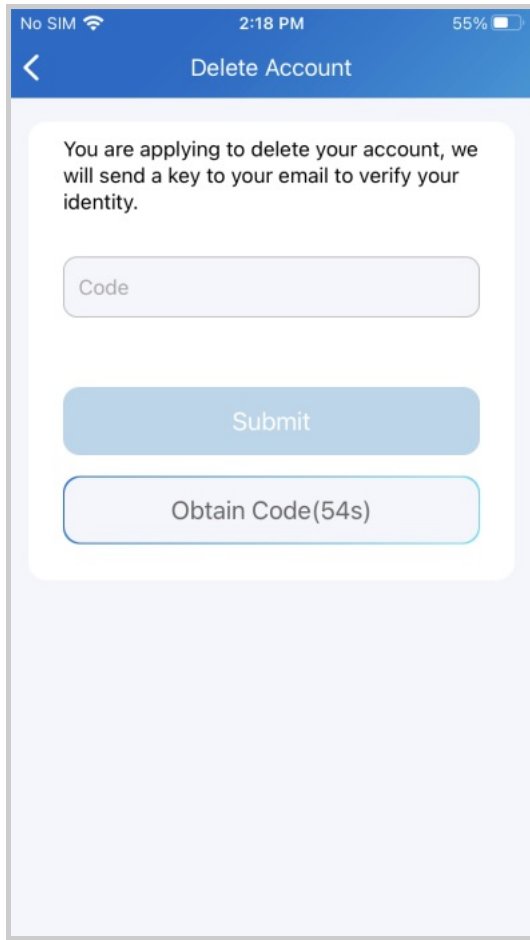 No SIM 2:18 PM 55%
Delete Account
You are applying to delete your account, we
will send a key to your email to verify your
identity.
Code
Submit
Obtain Code(54s)